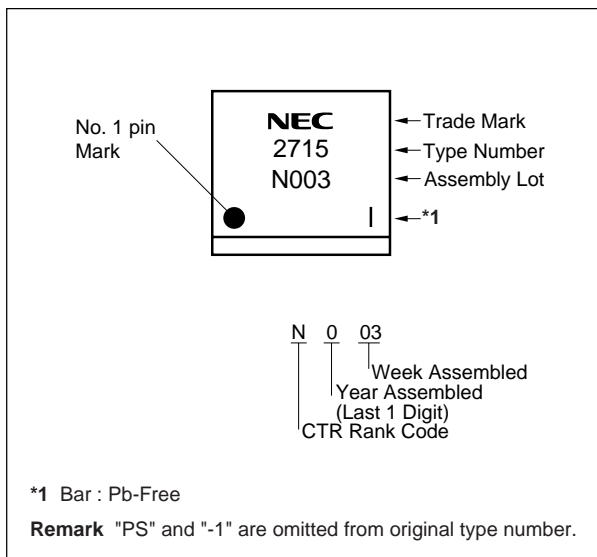 No. 1 pin
Mark
NEC
2715
N003
Trade Mark
Type Number
Assembly Lot
*1
N 0 03
Week Assembled
Year Assembled
(Last 1 Digit)
CTR Rank Code
*1 Bar : Pb-Free
Remark "PS" and "-1" are omitted from original type number.